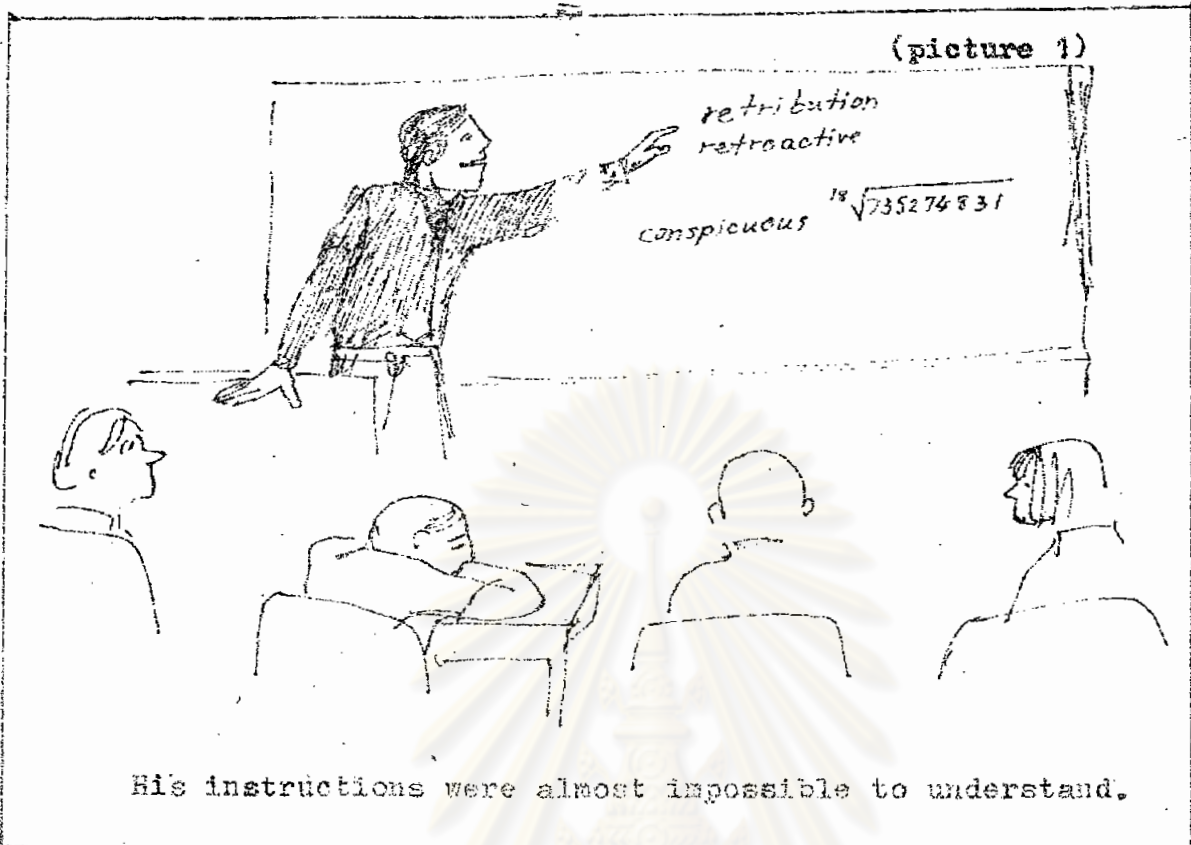 (picture 1)
retribution
retroactive
conspicuous ¹⁸√735274831
His instructions were almost impossible to understand.